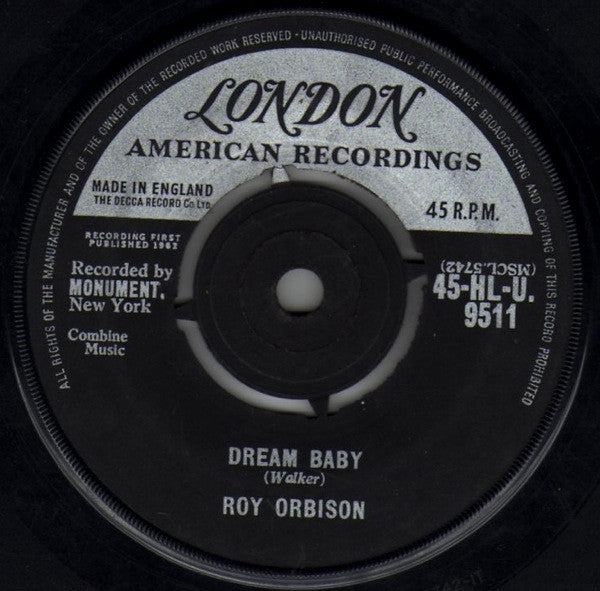 ALL RIGHTS OF THE MANUFACTURER AND OF THE OWNER OF THE RECORDED WORK RESERVED · UNAUTHORISED PUBLIC PERFORMANCE BROADCASTING AND COPYING OF THIS RECORD PROHIBITED
LONDON
AMERICAN RECORDINGS
MADE IN ENGLAND
THE DECCA RECORD Co Ltd
45 R.P.M.
RECORDING FIRST
PUBLISHED 1962
Recorded by
MONUMENT.
New York
Combine
Music
(MSCL.5742)
45-HL-U.
9511
DREAM BABY
(Walker)
ROY ORBISON